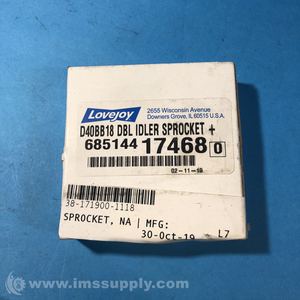 Lovejoy
2655 Wisconsin Avenue
Downers Grove, IL 60515 U.S.A.
D40BB18 DBL IDLER SPROCKET +
685144 17468 0
02-11-19
38-171900-1118
SPROCKET, NA | MFG:
30-Oct-19 L7
© www.imssupply.com/